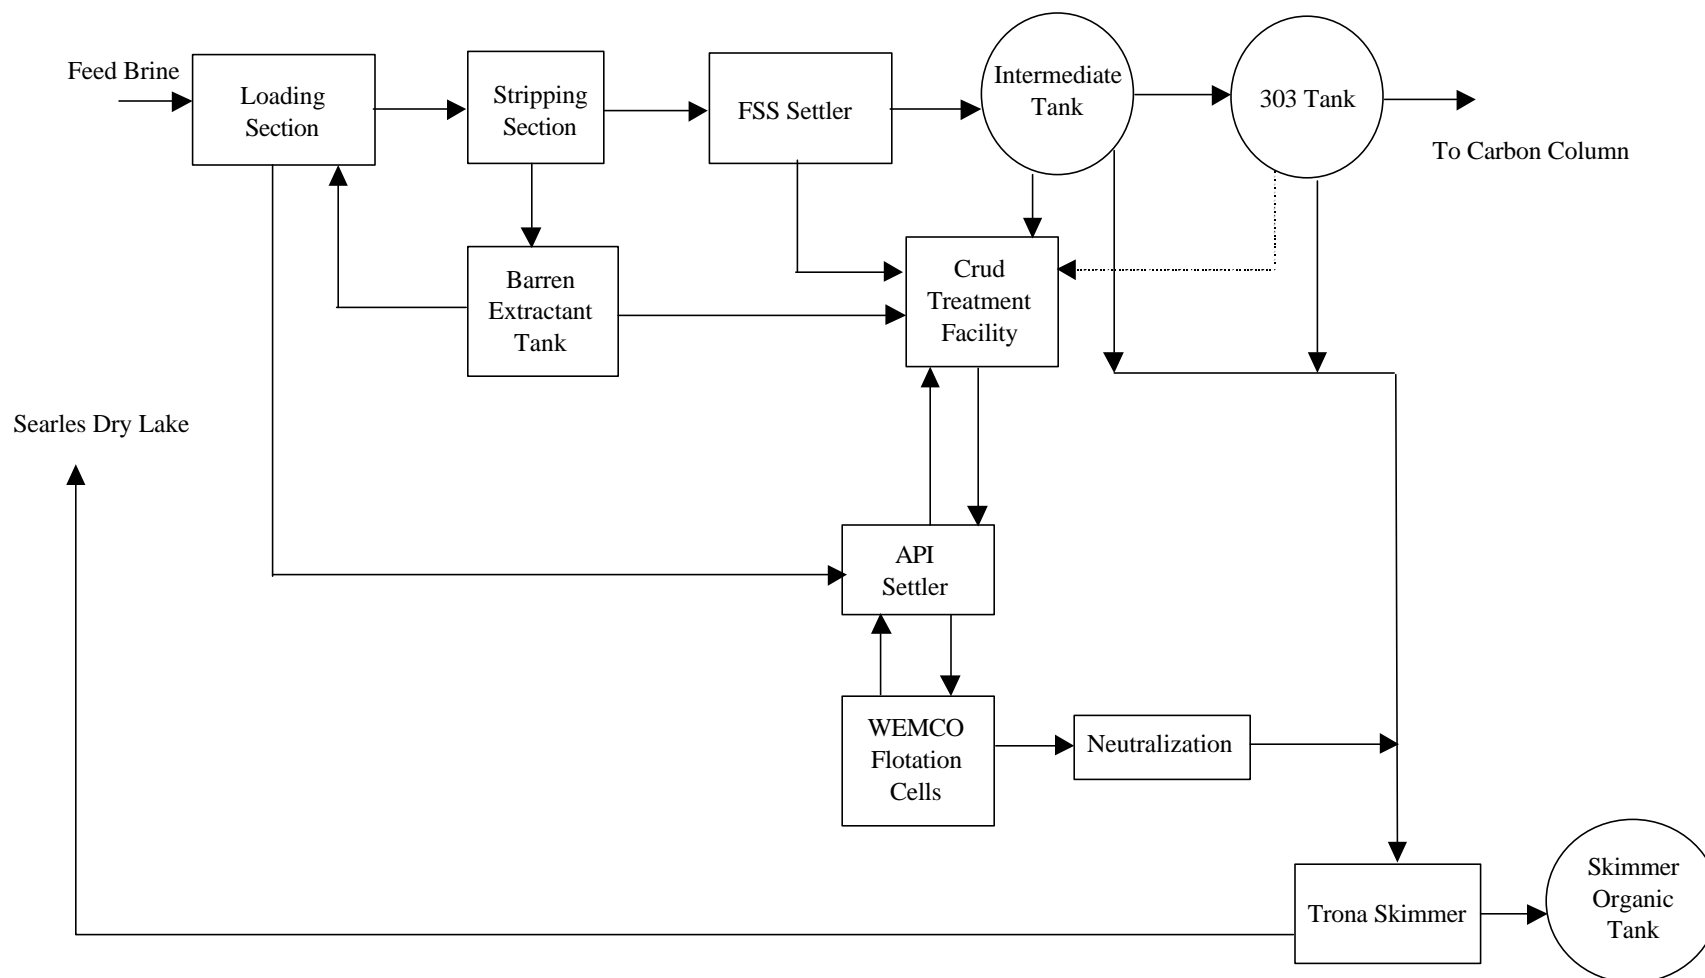 Feed Brine
Loading
Section
Stripping
Section
FSS Settler
Intermediate
Tank
303 Tank
To Carbon Column
Barren
Extractant
Tank
Crud
Treatment
Facility
Searles Dry Lake
API
Settler
WEMCO
Flotation
Cells
Neutralization
Trona Skimmer
Skimmer
Organic
Tank